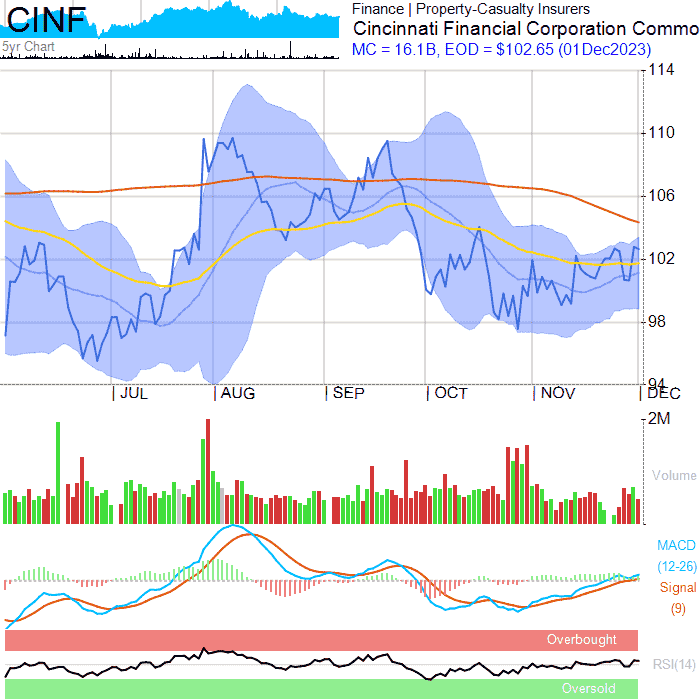 CINF
5yr Chart
Finance | Property-Casualty Insurers
Cincinnati Financial Corporation Commo
MC = 16.1B, EOD = $102.65 (01Dec2023)
114
110
106
102
98
94
JUL
AUG
SEP
OCT
NOV
DEC
2M
Volume
MACD
(12-26)
Signal
(9)
Overbought
RSI(14)
Oversold